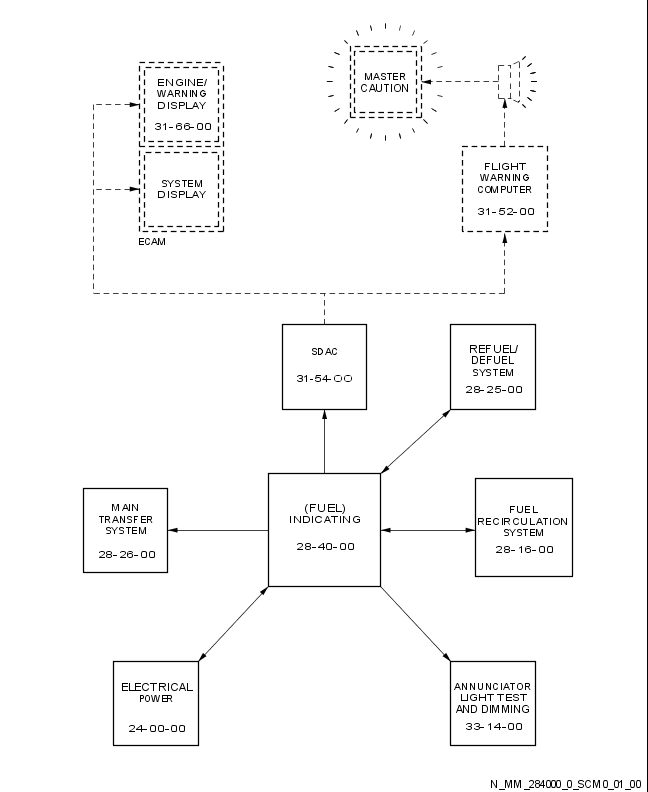 ENGINE/
WARNING
DISPLAY
31-66-00
SYSTEM
DISPLAY
ECAM
MASTER
CAUTION
FLIGHT
WARNING
COMPUTER
31-52-00
SDAC
31-54-00
REFUEL/
DEFUEL
SYSTEM
28-25-00
MAIN
TRANSFER
SYSTEM
28-26-00
(FUEL)
INDICATING
28-40-00
FUEL
RECIRCULATION
SYSTEM
28-16-00
ELECTRICAL
POWER
24-00-00
ANNUNCIATOR
LIGHT TEST
AND DIMMING
33-14-00
N_MM_284000_0_SCM0_01_00